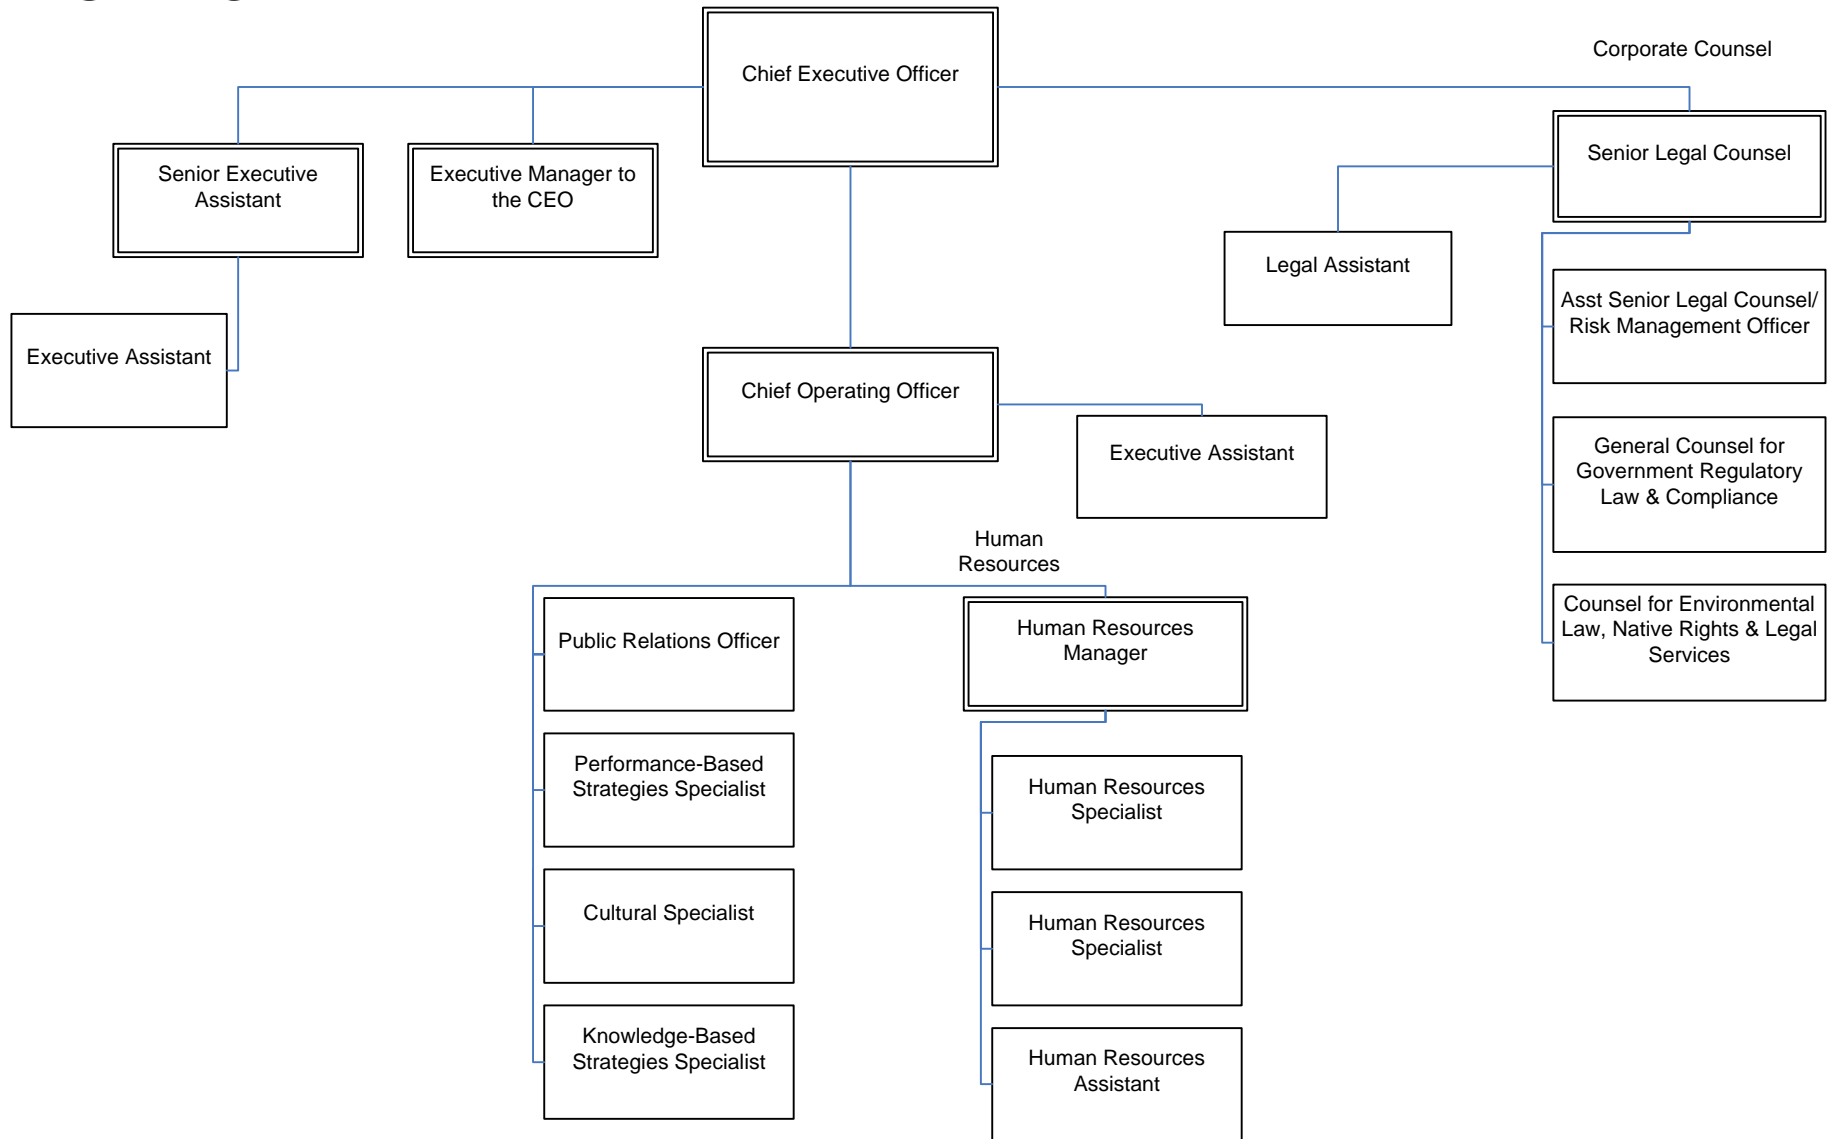 Chief Executive Officer
Corporate Counsel
Senior Executive
Assistant
Executive Manager to
the CEO
Senior Legal Counsel
Legal Assistant
Executive Assistant
Asst Senior Legal Counsel/
Risk Management Officer
Chief Operating Officer
Executive Assistant
General Counsel for
Government Regulatory
Law & Compliance
Human
Resources
Public Relations Officer
Human Resources
Manager
Counsel for Environmental
Law, Native Rights & Legal
Services
Performance-Based
Strategies Specialist
Human Resources
Specialist
Cultural Specialist
Human Resources
Specialist
Knowledge-Based
Strategies Specialist
Human Resources
Assistant